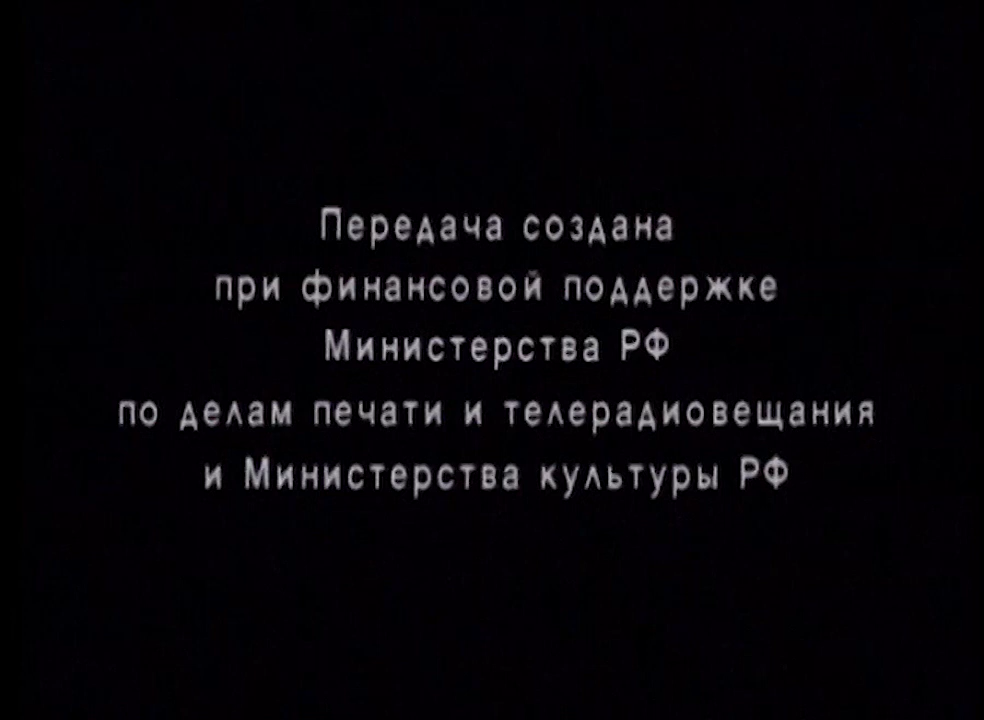 Передача создана
при финансовой поддержке
Министерства РФ
по делам печати и телерадиовещания
и Министерства культуры РФ